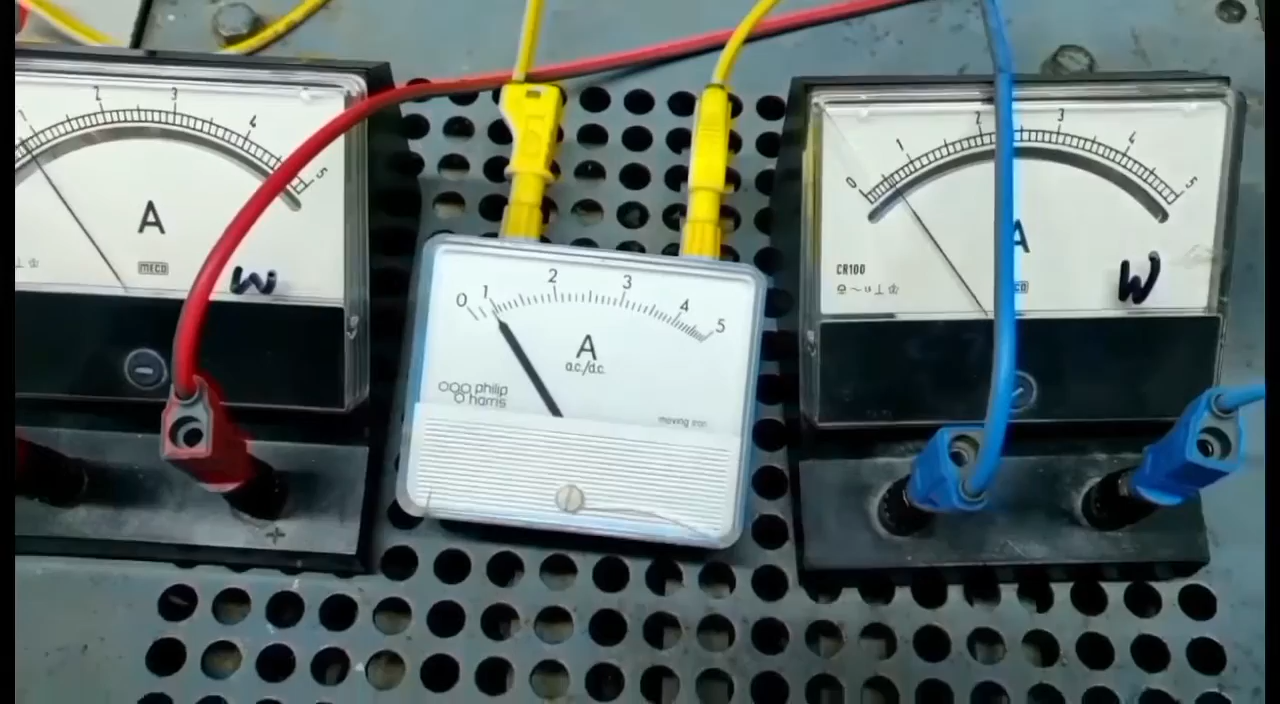 1 2 3 4 5
A
MECO
W
0 1 2 3 4 5
A
a.c./d.c.
philip
harris
moving iron
0 1 2 3 4 5
A
CR100
W